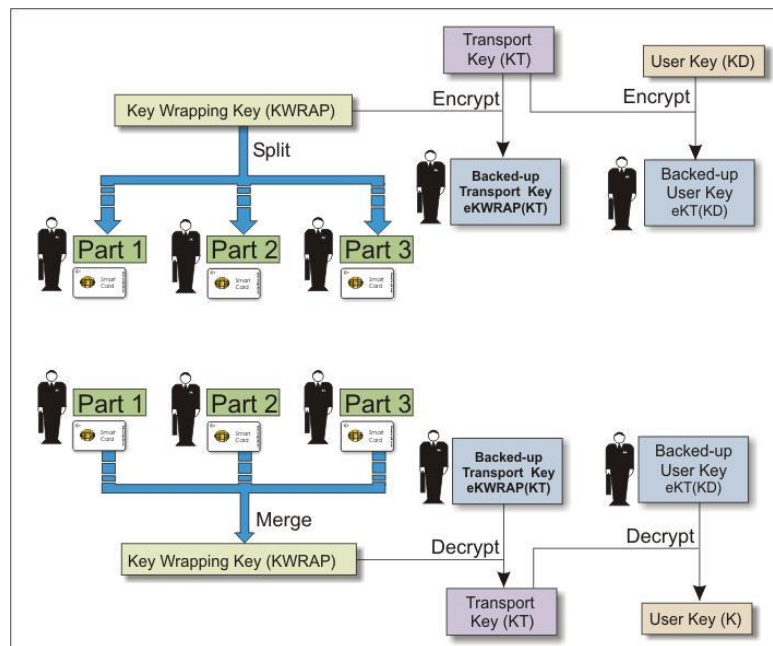 Transport
Key (KT)
User Key (KD)
Key Wrapping Key (KWRAP)
Encrypt
Encrypt
Split
Backed-up
Transport Key
eKWRAP(KT)
Backed-up
User Key
eKT(KD)
Part 1
Part 2
Part 3
Smart
Card
Smart
Card
Smart
Card
Part 1
Part 2
Part 3
Smart
Card
Smart
Card
Smart
Card
Backed-up
Transport Key
eKWRAP(KT)
Backed-up
User Key
eKT(KD)
Merge
Decrypt
Decrypt
Key Wrapping Key (KWRAP)
Transport
Key (KT)
User Key (K)